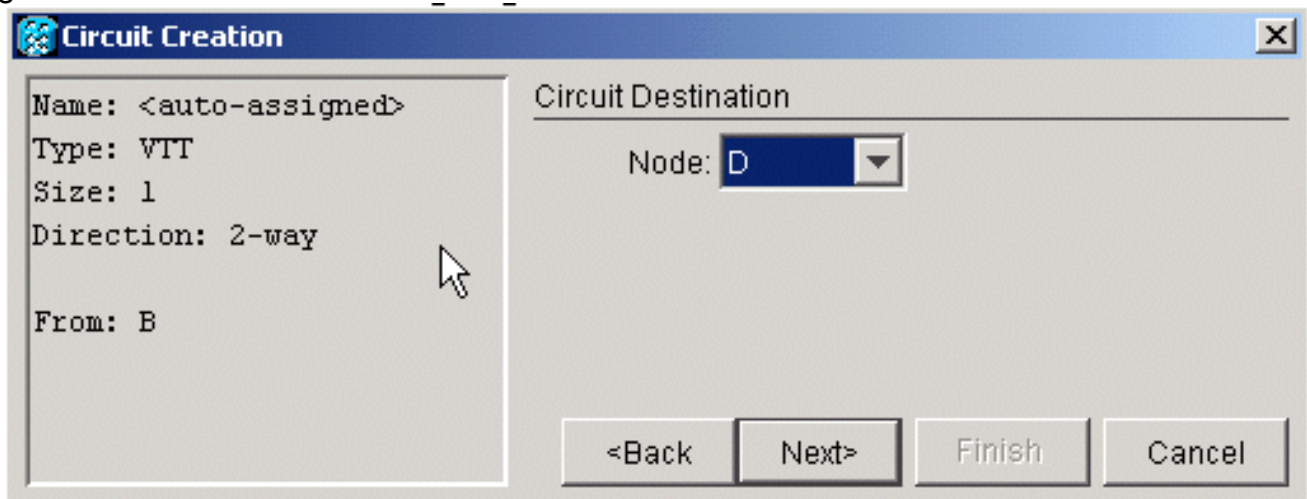 Circuit Creation
Name: <auto-assigned>
Type: VTT
Size: 1
Direction: 2-way
From: B
Circuit Destination
Node: D
<Back
Next>
Finish
Cancel